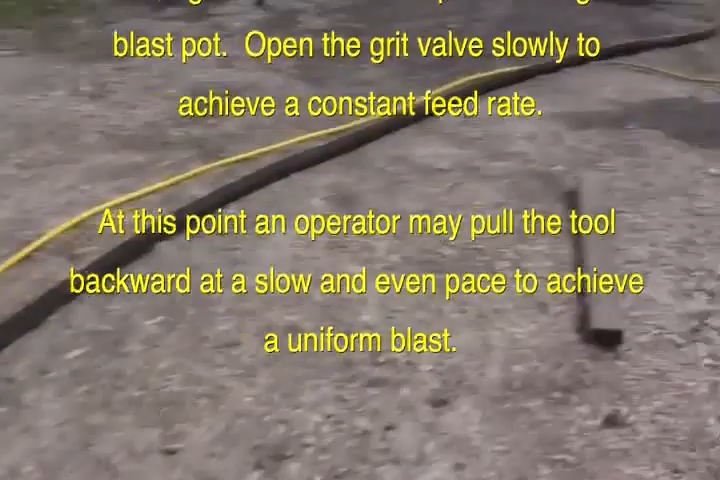 blast pot. Open the grit valve slowly to
achieve a constant feed rate.
At this point an operator may pull the tool
backward at a slow and even pace to achieve
a uniform blast.